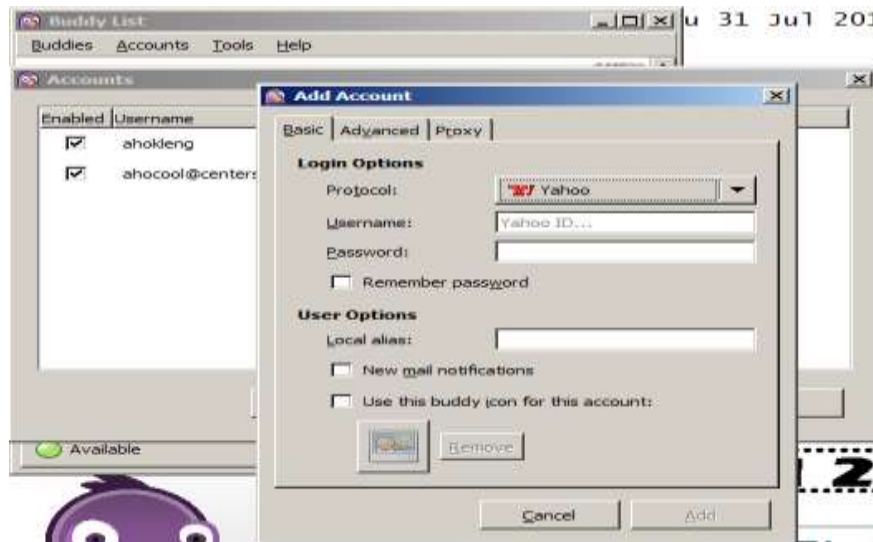 Buddy List
u 31 Jul 201
Buddies Accounts Tools Help
Accounts
Add Account
Enabled Username
ahokleng
ahocool@centers
Basic Advanced Proxy
Login Options
Protocol: Yahoo
Username: Yahoo ID...
Password:
Remember password
User Options
Local alias:
New mail notifications
Use this buddy icon for this account:
Remove
Available
2
Cancel Add